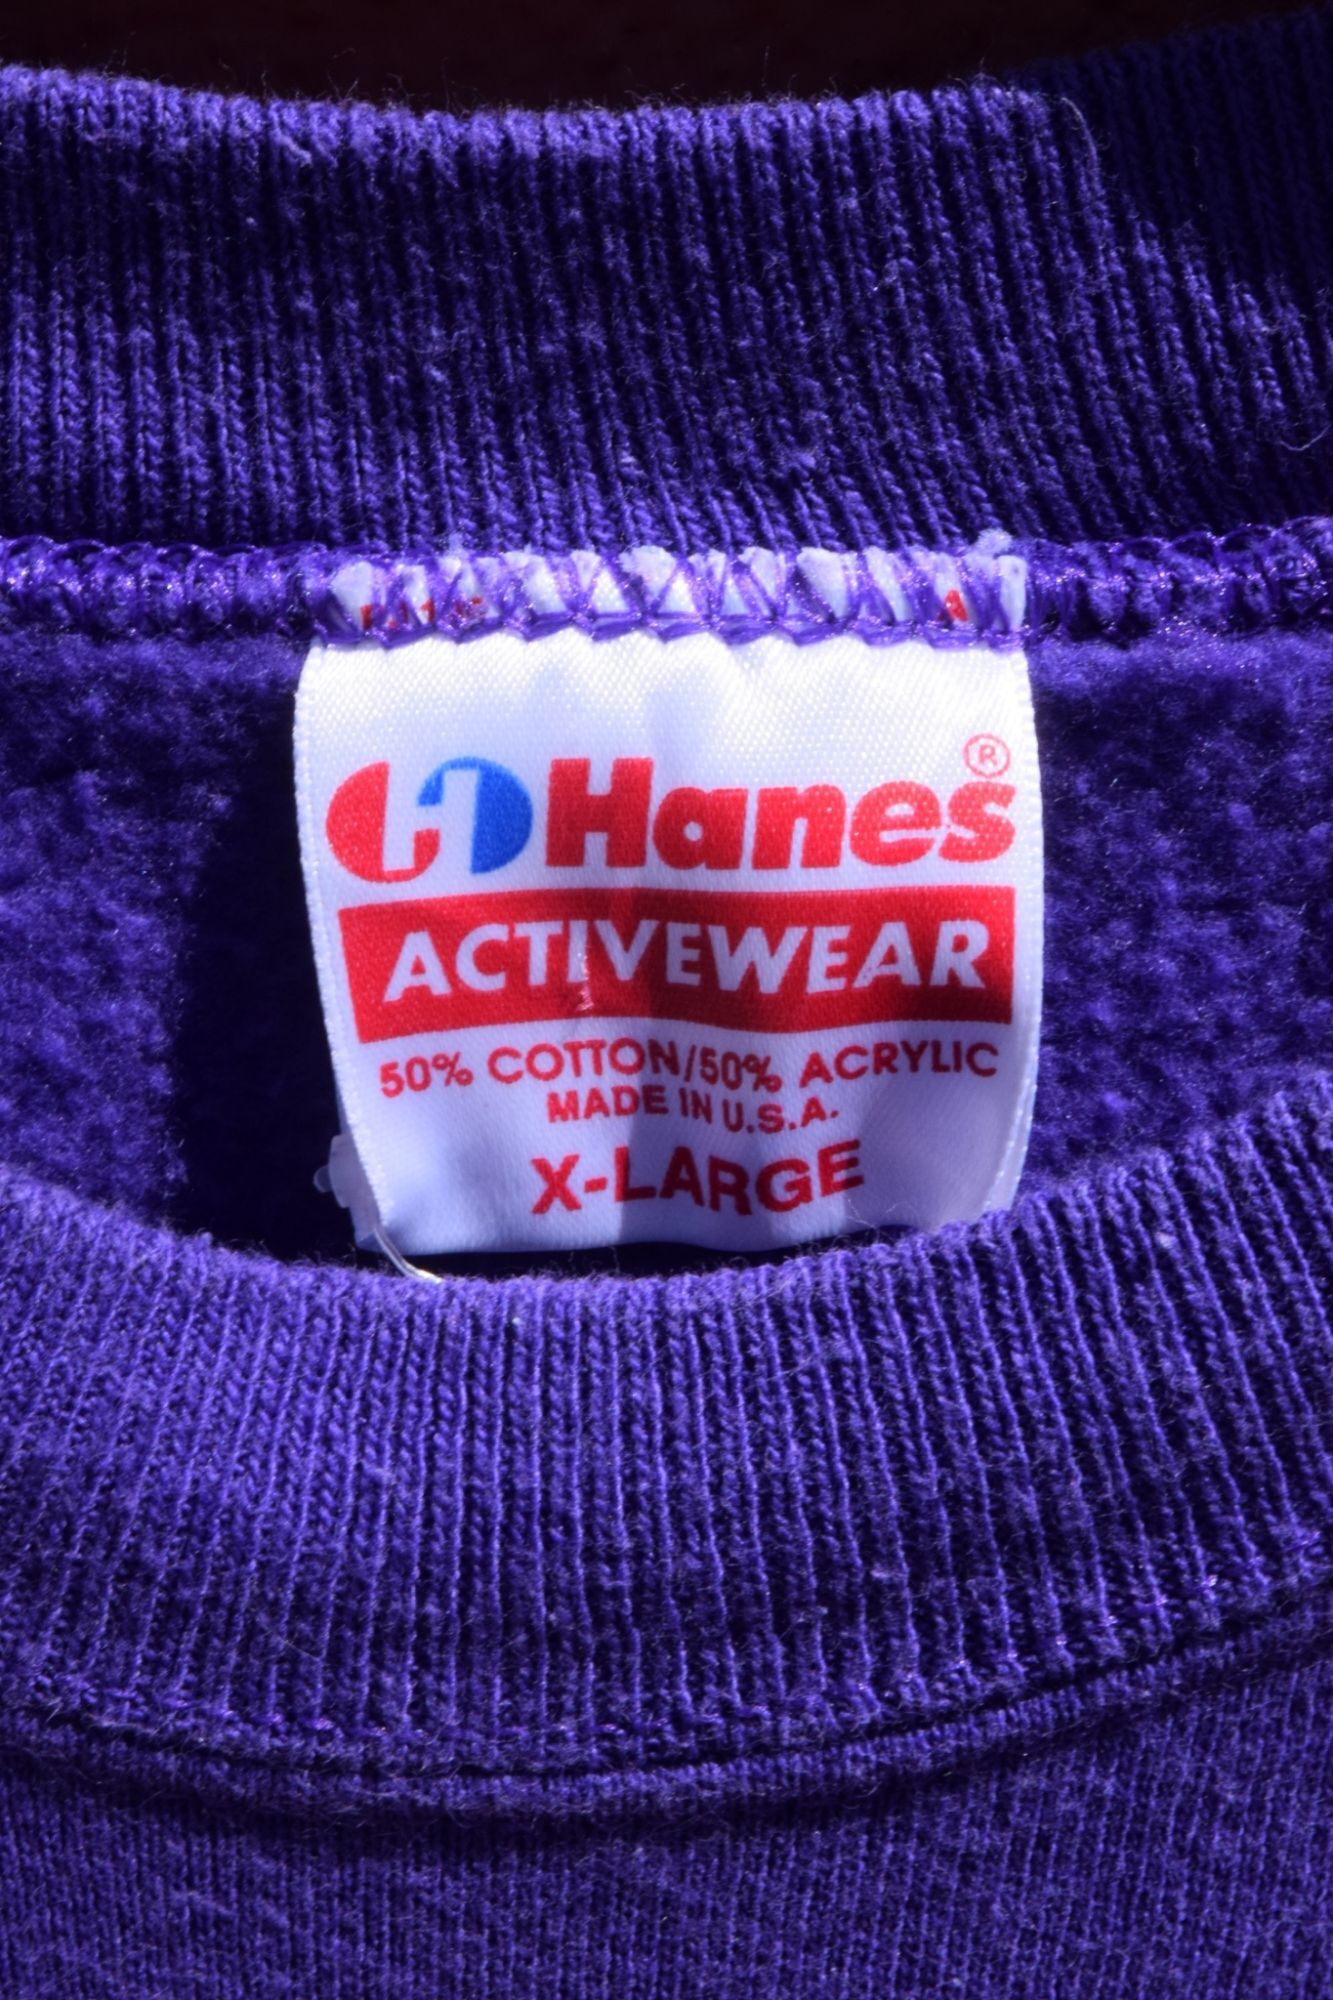 Hanes®
ACTIVEWEAR
50% COTTON/50% ACRYLIC
MADE IN U.S.A.
X-LARGE